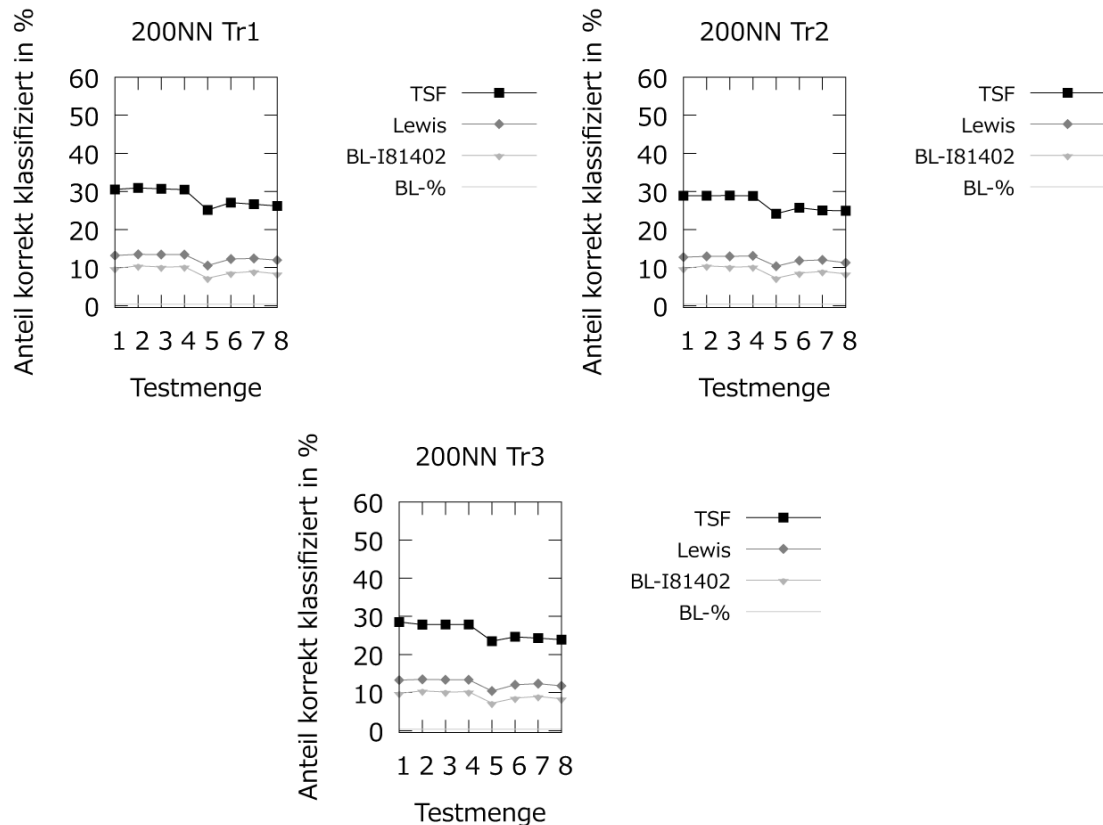 200NN Tr1
Anteil korrekt klassifiziert in %
60
50
40
30
20
10
0
1 2 3 4 5 6 7 8
Testmenge
TSF
Lewis
BL-I81402
BL-%
200NN Tr2
Anteil korrekt klassifiziert in %
60
50
40
30
20
10
0
1 2 3 4 5 6 7 8
Testmenge
TSF
Lewis
BL-I81402
BL-%
200NN Tr3
Anteil korrekt klassifiziert in %
60
50
40
30
20
10
0
1 2 3 4 5 6 7 8
Testmenge
TSF
Lewis
BL-I81402
BL-%